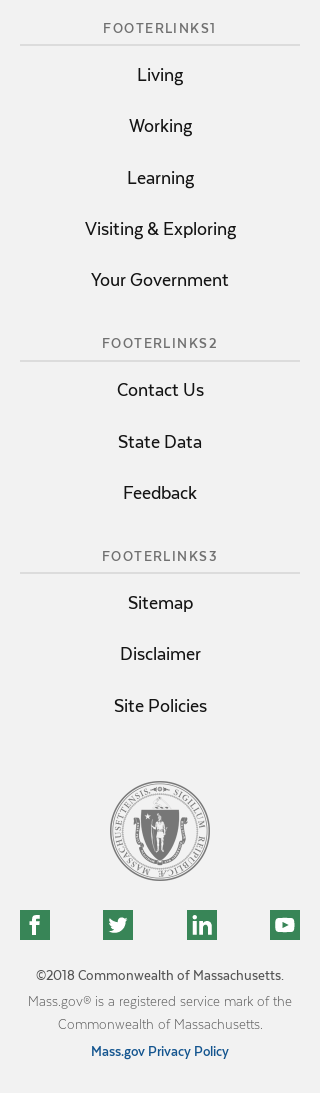 FOOTERLINKS1
Living
Working
Learning
Visiting & Exploring
Your Government
FOOTERLINKS2
Contact Us
State Data
Feedback
FOOTERLINKS3
Sitemap
Disclaimer
Site Policies
MASSACHUSETTENSIS. SIGILLUM REIPUBLICÆ
©2018 Commonwealth of Massachusetts.
Mass.gov® is a registered service mark of the
Commonwealth of Massachusetts.
Mass.gov Privacy Policy